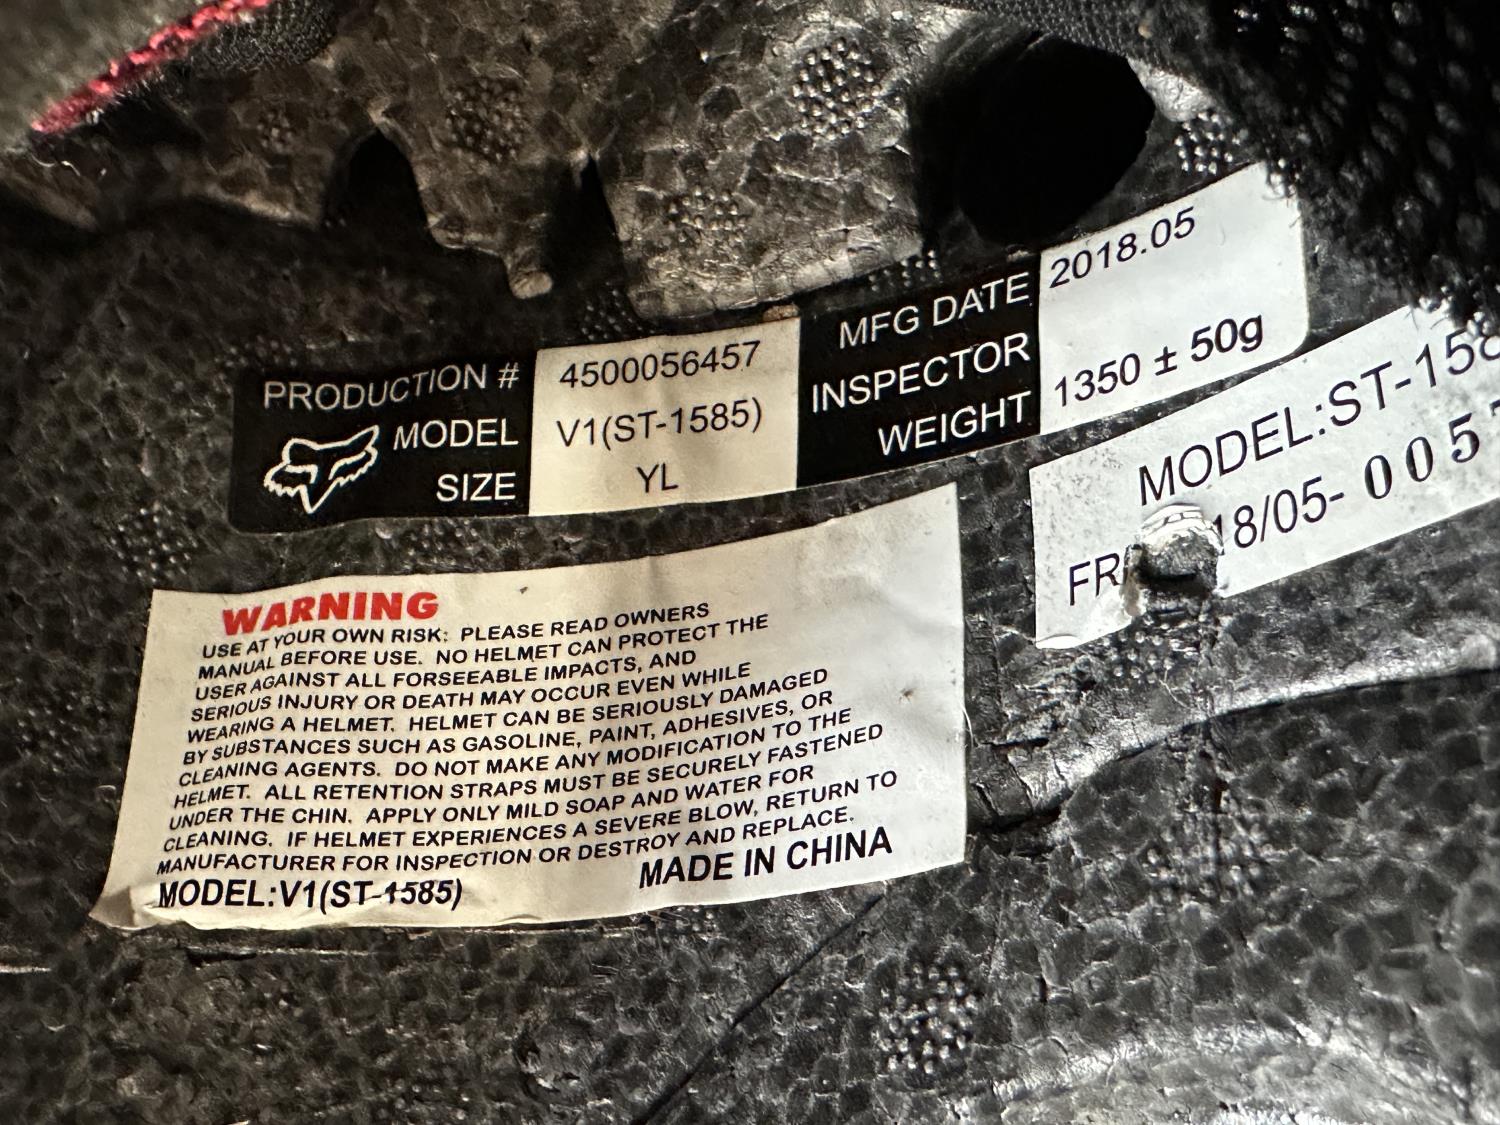 PRODUCTION # 4500056457 MFG DATE 2018.05
MODEL V1(ST-1585) INSPECTOR
SIZE YL WEIGHT 1350 ± 50g
MODEL:ST-158
FR 18/05- 0 0 5
WARNING
USE AT YOUR OWN RISK: PLEASE READ OWNERS
MANUAL BEFORE USE. NO HELMET CAN PROTECT THE
USER AGAINST ALL FORSEEABLE IMPACTS, AND
SERIOUS INJURY OR DEATH MAY OCCUR EVEN WHILE
WEARING A HELMET. HELMET CAN BE SERIOUSLY DAMAGED
BY SUBSTANCES SUCH AS GASOLINE, PAINT, ADHESIVES, OR
CLEANING AGENTS. DO NOT MAKE ANY MODIFICATION TO THE
HELMET. ALL RETENTION STRAPS MUST BE SECURELY FASTENED
UNDER THE CHIN. APPLY ONLY MILD SOAP AND WATER FOR
CLEANING. IF HELMET EXPERIENCES A SEVERE BLOW, RETURN TO
MANUFACTURER FOR INSPECTION OR DESTROY AND REPLACE.
MODEL:V1(ST-1585) MADE IN CHINA